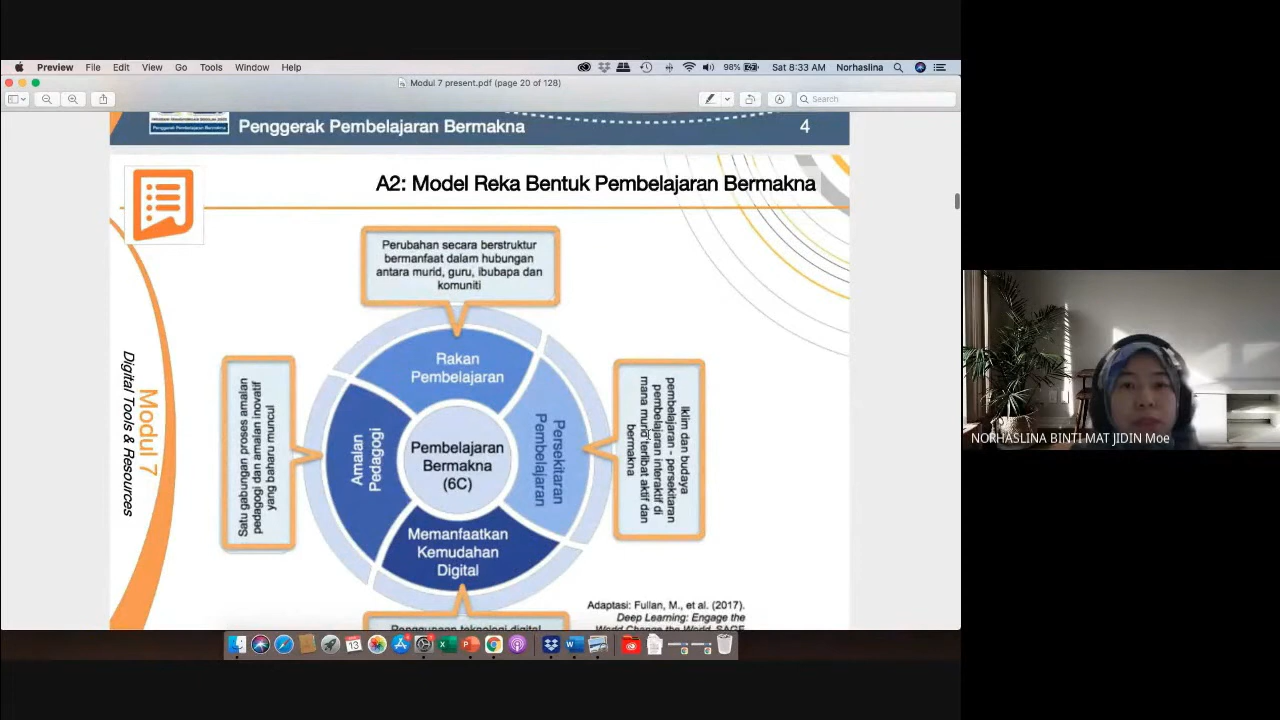 Preview File Edit View Go Tools Window Help
98% Sat 8:33 AM Norhaslina
Modul 7 present.pdf (page 20 of 128)
Search
Penggerak Pembelajaran Bermakna
Penggerak Pembelajaran Bermakna 4
A2: Model Reka Bentuk Pembelajaran Bermakna
Perubahan secara berstruktur
bermanfaat dalam hubungan
antara murid, guru, ibubapa dan
komuniti
Rakan
Pembelajaran
Modul 7
Digital Tools & Resources
Satu gabungan proses amalan
pedagogi dan amalan inovatif
yang baharu muncul
Amalan
Pedagogi
Pembelajaran
Bermakna
(6C)
Persekitaran
Pembelajaran
Iklim dan budaya
pembelajaran - persekitaran
pembelajaran interaktif di
mana murid terlibat aktif dan
bermakna
Memanfaatkan
Kemudahan
Digital
Penggunaan teknologi digital
Adaptasi: Fullan, M., et al. (2017).
Deep Learning: Engage the
World Change the World. SAGE
NORHASLINA BINTI MAT JIDIN Moe